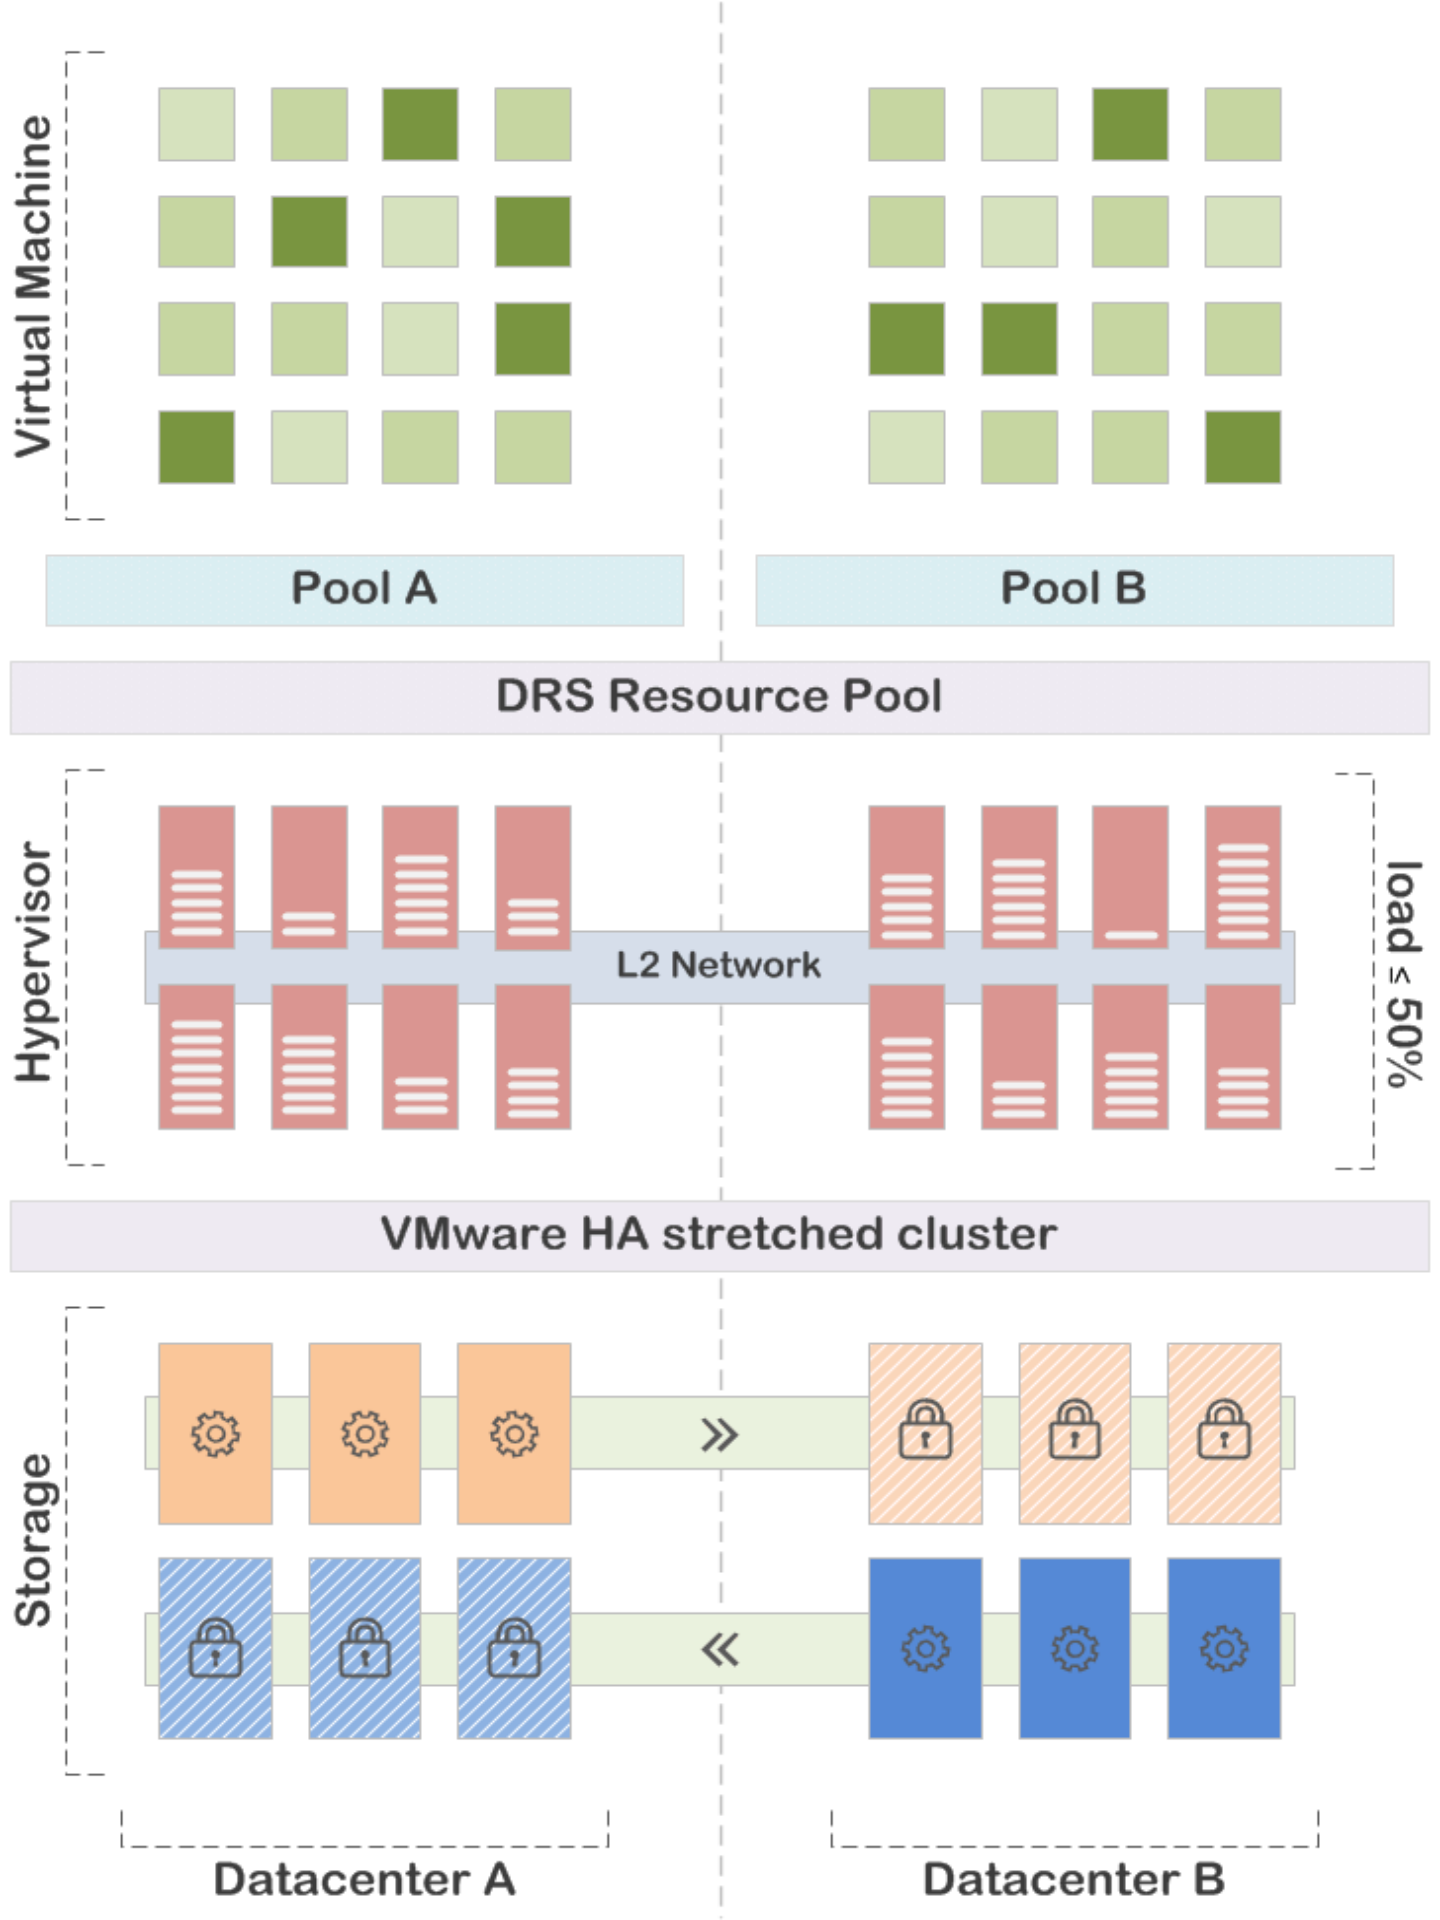 Virtual Machine
Pool A
Pool B
DRS Resource Pool
Hypervisor
L2 Network
load ≤ 50%
VMware HA stretched cluster
Storage
»
«
Datacenter A
Datacenter B